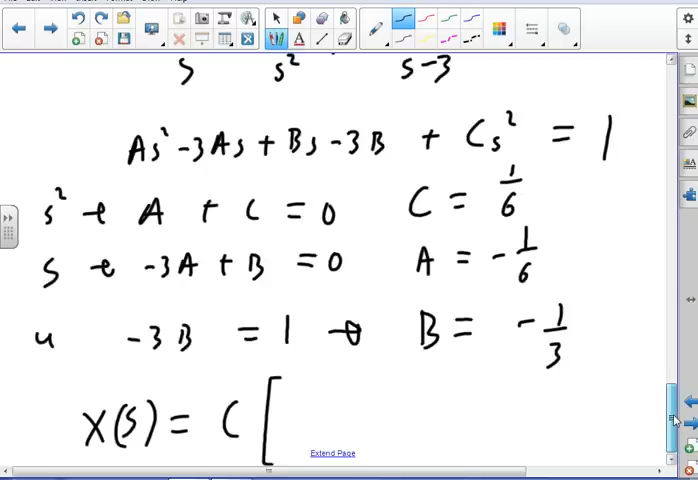 s s² s-3
As² -3As + Bs -3B + Cs² = 1
s² → A + C = 0 C = 1/6
s → -3A + B = 0 A = -1/6
-3B = 1 → B = -1/3
X(s) = C [
Extend Page